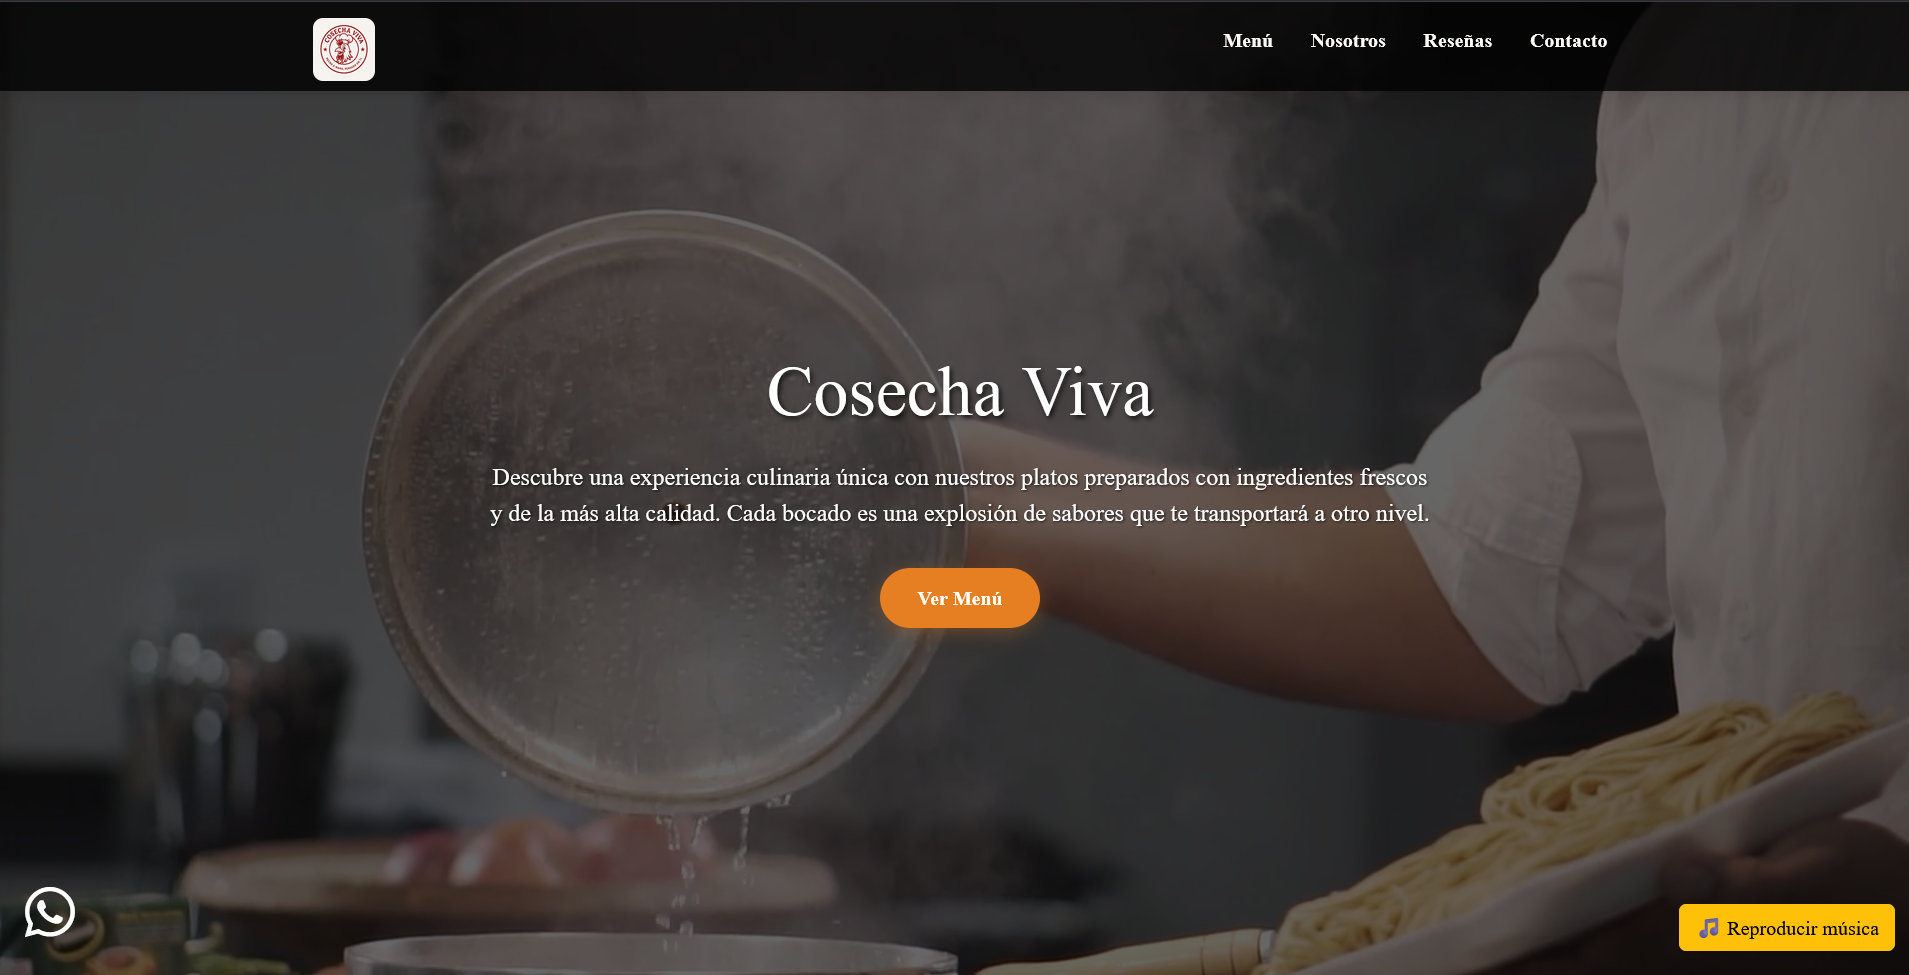 COSECHA VIVA
Menú
Nosotros
Reseñas
Contacto
Cosecha Viva
Descubre una experiencia culinaria única con nuestros platos preparados con ingredientes frescos
y de la más alta calidad. Cada bocado es una explosión de sabores que te transportará a otro nivel.
Ver Menú
🎵 Reproducir música